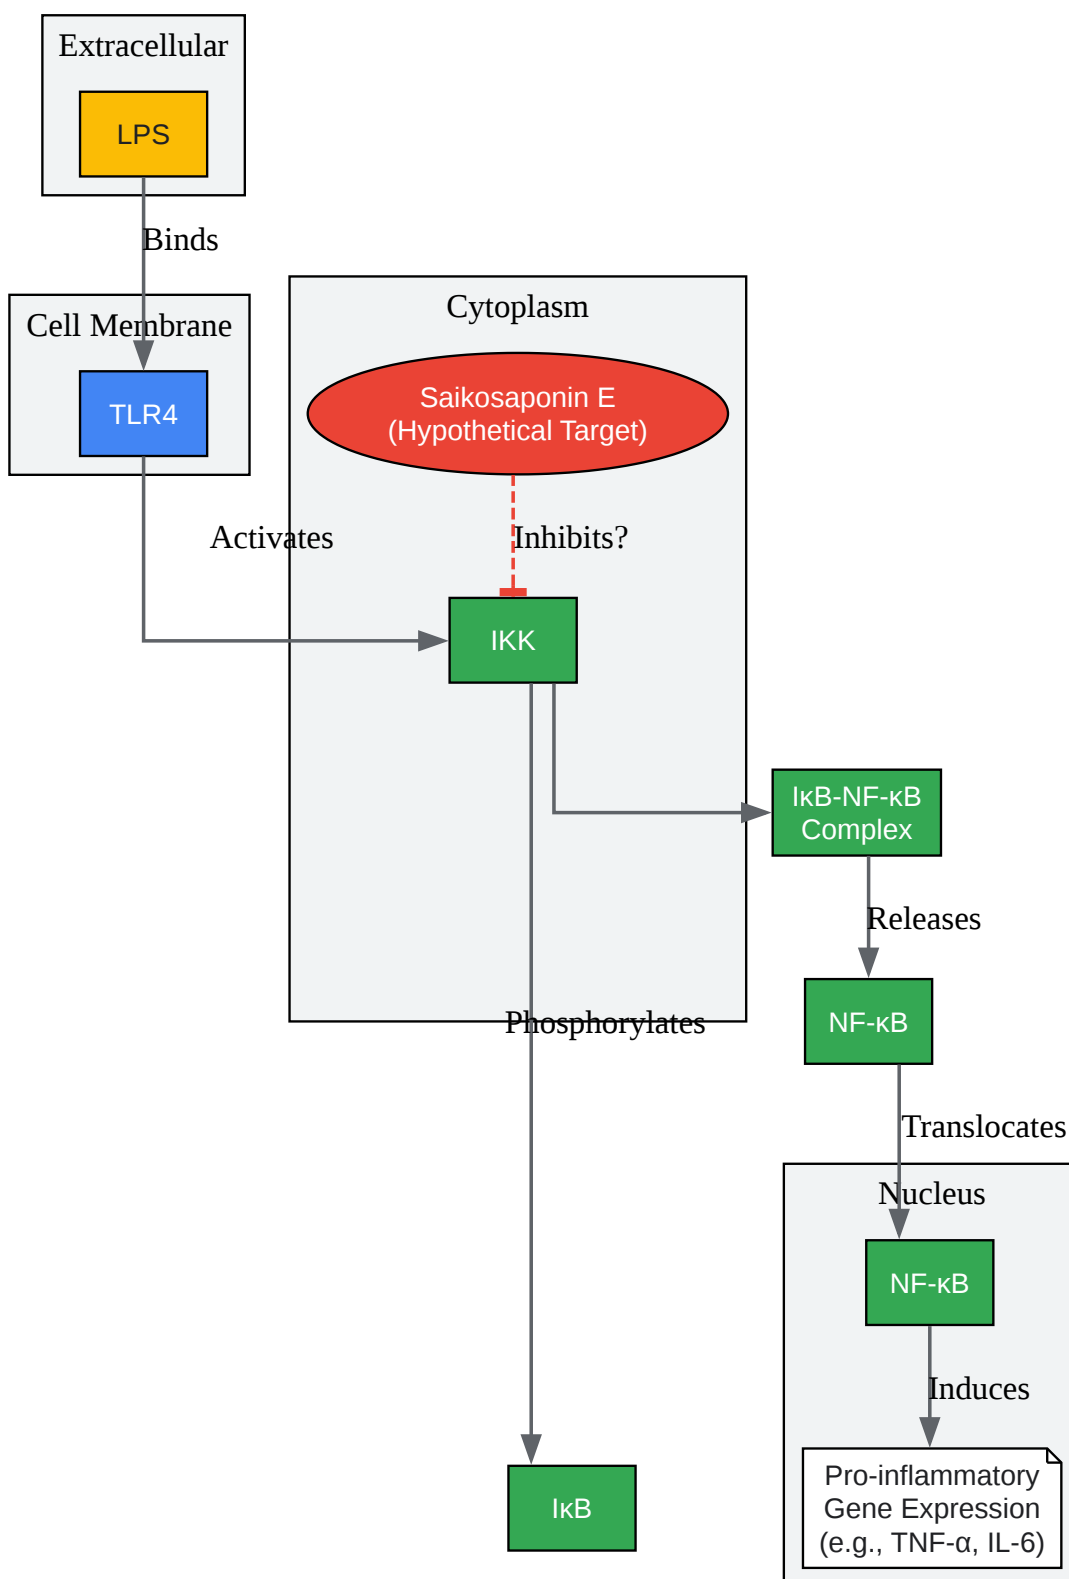 Extracellular
LPS
Binds
Cell Membrane
TLR4
Activates
Cytoplasm
Saikosaponin E
(Hypothetical Target)
Inhibits?
IKK
IκB-NF-κB
Complex
Releases
NF-κB
Phosphorylates
Translocates
Nucleus
NF-κB
Induces
Pro-inflammatory
Gene Expression
(e.g., TNF-α, IL-6)
IκB